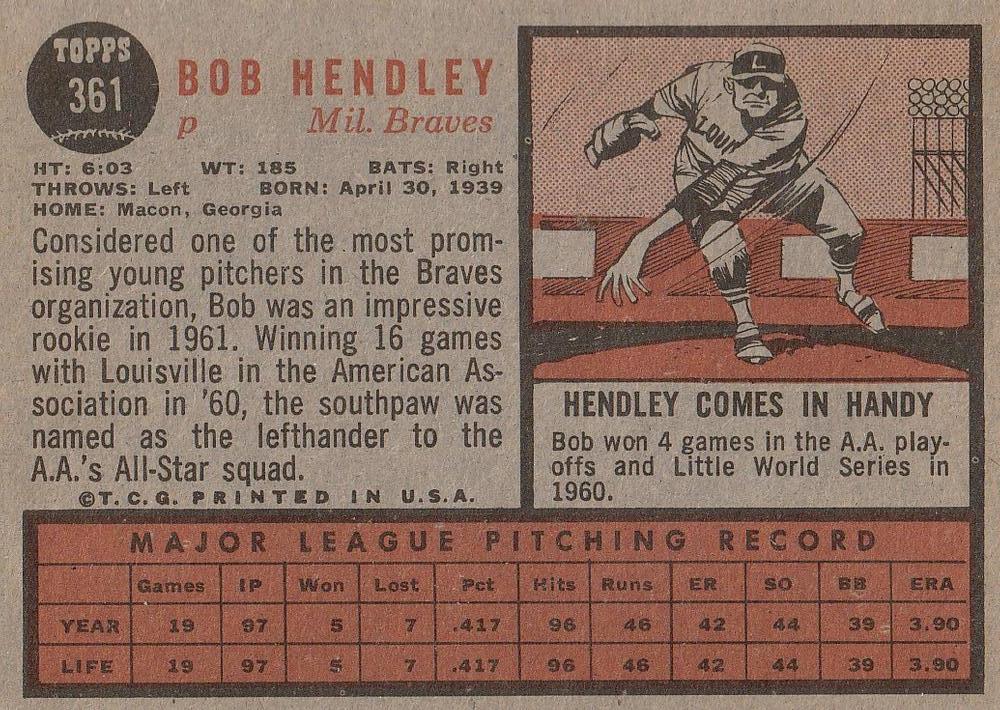 TOPPS
361
BOB HENDLEY
p Mil. Braves
HT: 6:03 WT: 185 BATS: Right
THROWS: Left BORN: April 30, 1939
HOME: Macon, Georgia
Considered one of the most prom-
ising young pitchers in the Braves
organization, Bob was an impressive
rookie in 1961. Winning 16 games
with Louisville in the American As-
sociation in '60, the southpaw was
named as the lefthander to the
A.A.'s All-Star squad.
©T.C.G. PRINTED IN U.S.A.
L
LOUI
HENDLEY COMES IN HANDY
Bob won 4 games in the A.A. play-
offs and Little World Series in
1960.
MAJOR LEAGUE PITCHING RECORD
Games IP Won Lost Pct Hits Runs ER SO BB ERA
YEAR 19 97 5 7 .417 96 46 42 44 39 3.90
LIFE 19 97 5 7 .417 96 46 42 44 39 3.90